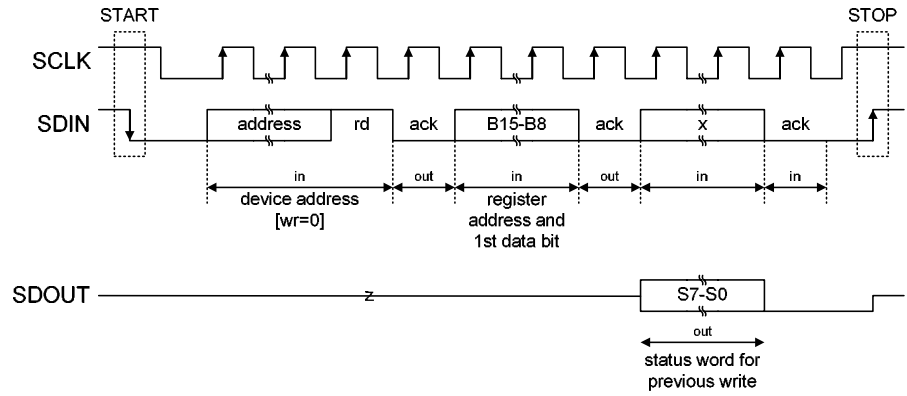 START
STOP
SCLK
SDIN
address
rd
ack
B15-B8
ack
x
ack
in
out
in
out
in
in
device address
[wr=0]
register
address and
1st data bit
SDOUT
z
S7-S0
out
status word for
previous write